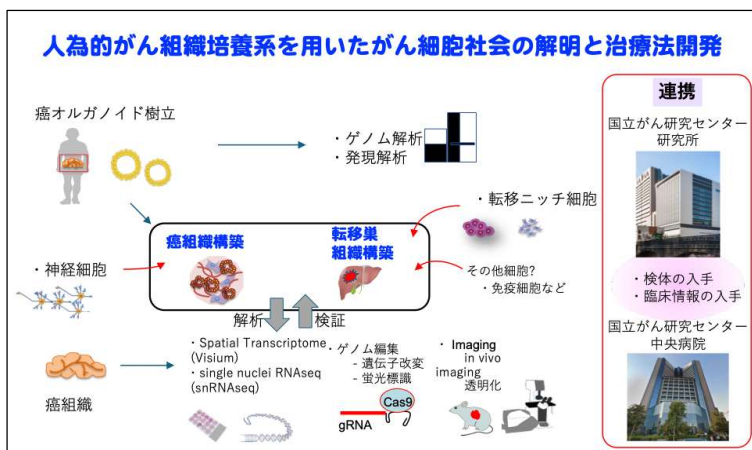 人為的がん組織培養系を用いたがん細胞社会の解明と治療法開発
癌オルガノイド樹立
・ゲノム解析
・発現解析
・転移ニッチ細胞
癌組織構築
転移巣
組織構築
・神経細胞
その他細胞?
・免疫細胞など
解析
検証
癌組織
・Spatial Transcriptome
(Visium)
・single nuclei RNAseq
(snRNAseq)
・ゲノム編集
- 遺伝子改変
- 蛍光標識
Cas9
gRNA
・Imaging
in vivo
imaging
透明化
連携
国立がん研究センター
研究所
・検体の入手
・臨床情報の入手
国立がん研究センター
中央病院